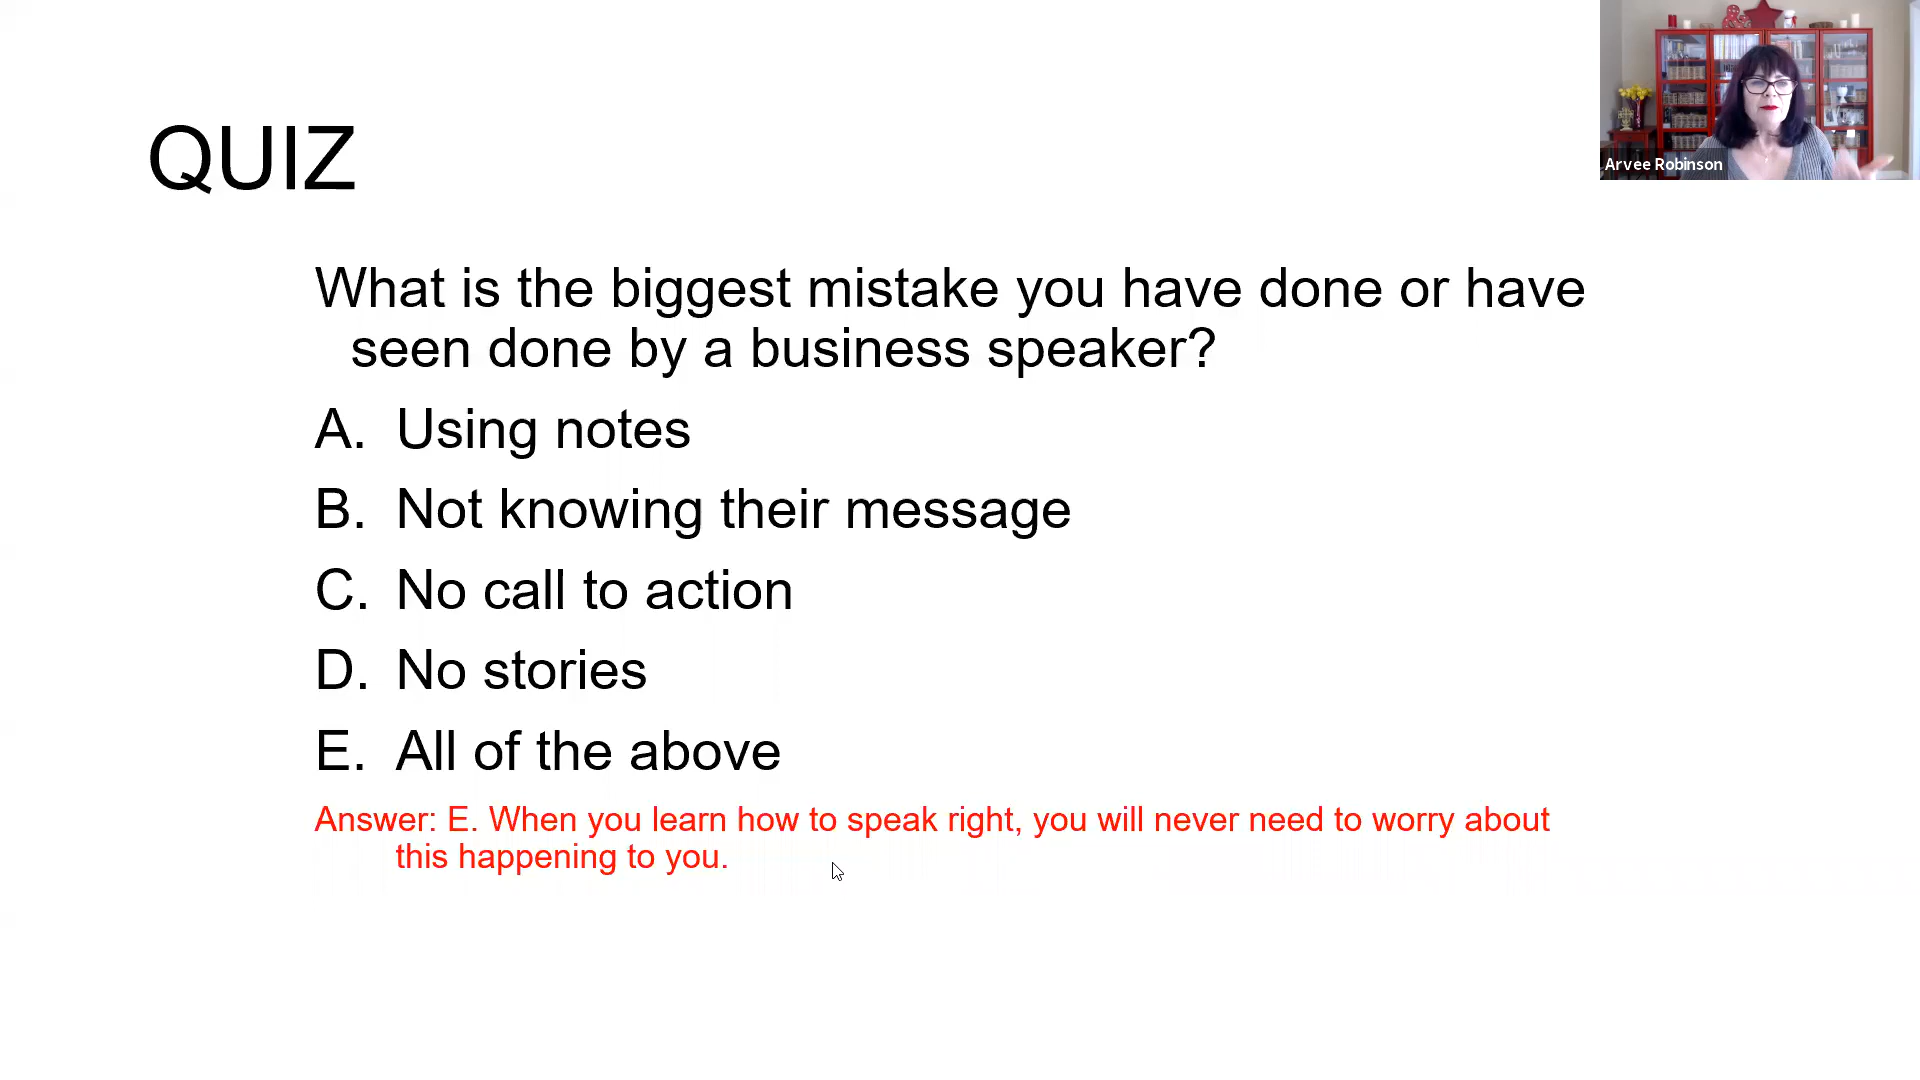 Arvee Robinson
QUIZ
What is the biggest mistake you have done or have
seen done by a business speaker?
A. Using notes
B. Not knowing their message
C. No call to action
D. No stories
E. All of the above
Answer: E. When you learn how to speak right, you will never need to worry about
this happening to you.